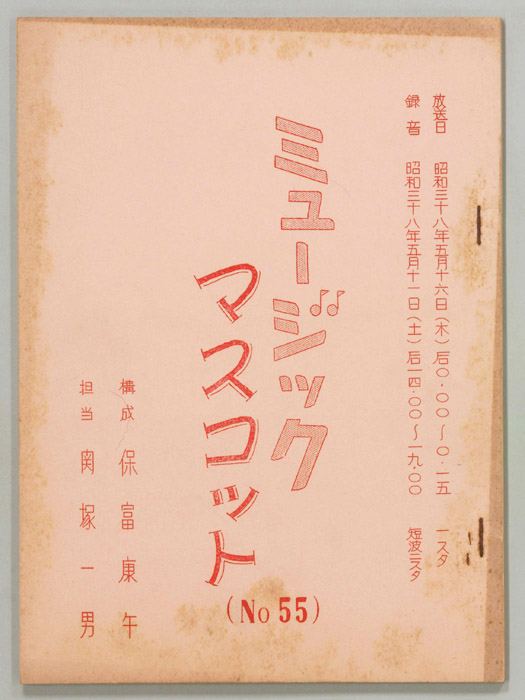 放送日 昭和三十八年五月十六日（木）后〇・〇〇〜〇・一五 一スタ
録音 昭和三十八年五月十一日（土）后一四・〇〇〜一九・〇〇 短波二スタ
ミュージック
マスコット
（No 55）
構成 保富康午
担当 関塚一男